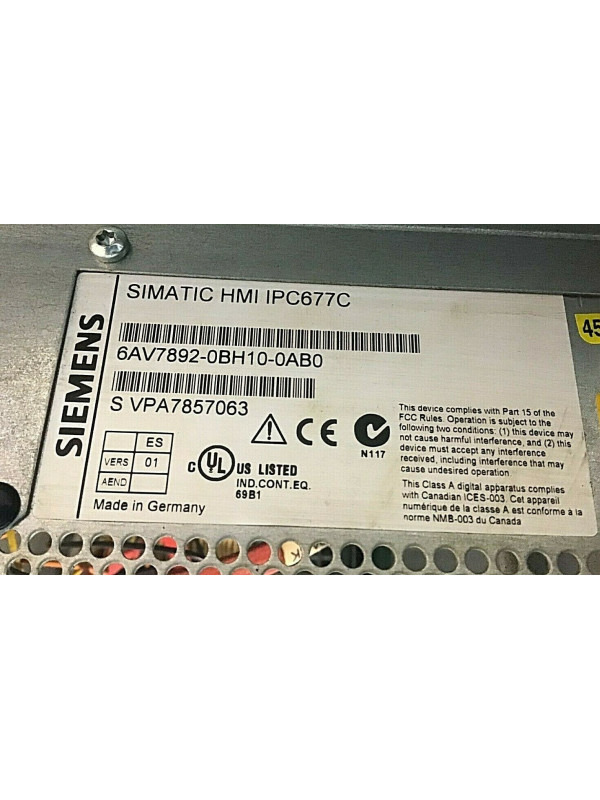 SIEMENS
SIMATIC HMI IPC677C
6AV7892-0BH10-0AB0
S VPA7857063
ES
VERS 01
AEND
Made in Germany
C UL US LISTED
IND.CONT.EQ.
69B1
CE
N117
This device complies with Part 15 of the
FCC Rules. Operation is subject to the
following two conditions: (1) this device may
not cause harmful interference, and (2) this
device must accept any interference
received, including interference that may
cause undesired operation.
This Class A digital apparatus complies
with Canadian ICES-003. Cet appareil
numérique de la classe A est conforme à la
norme NMB-003 du Canada
45